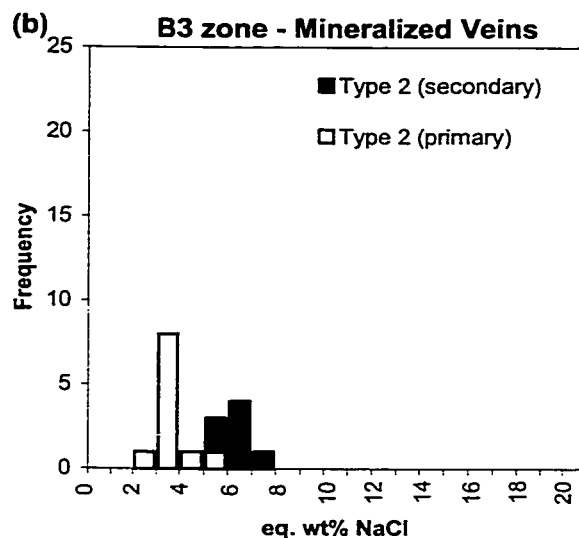 (b) B3 zone - Mineralized Veins
25
20
15
10
5
0
Frequency
Type 2 (secondary)
Type 2 (primary)
0 2 4 6 8 10 12 14 16 18 20
eq. wt% NaCl